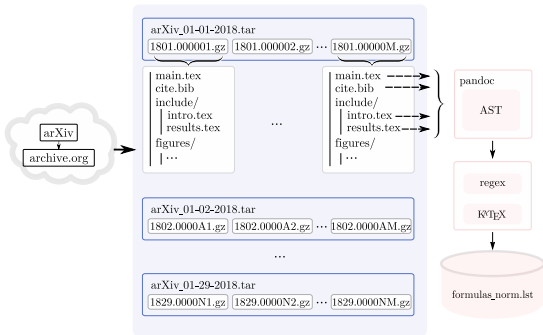 arXiv_01-01-2018.tar
1801.000001.gz 1801.000002.gz ... 1801.00000M.gz
main.tex
cite.bib
include/
intro.tex
results.tex
figures/
...
...
main.tex
cite.bib
include/
intro.tex
results.tex
figures/
...
arXiv
archive.org
pandoc
AST
regex
KATEX
formulas_norm.lst
arXiv_01-02-2018.tar
1802.0000A1.gz 1802.0000A2.gz ... 1802.0000AM.gz
...
arXiv_01-29-2018.tar
1829.0000N1.gz 1829.0000N2.gz ... 1829.0000NM.gz